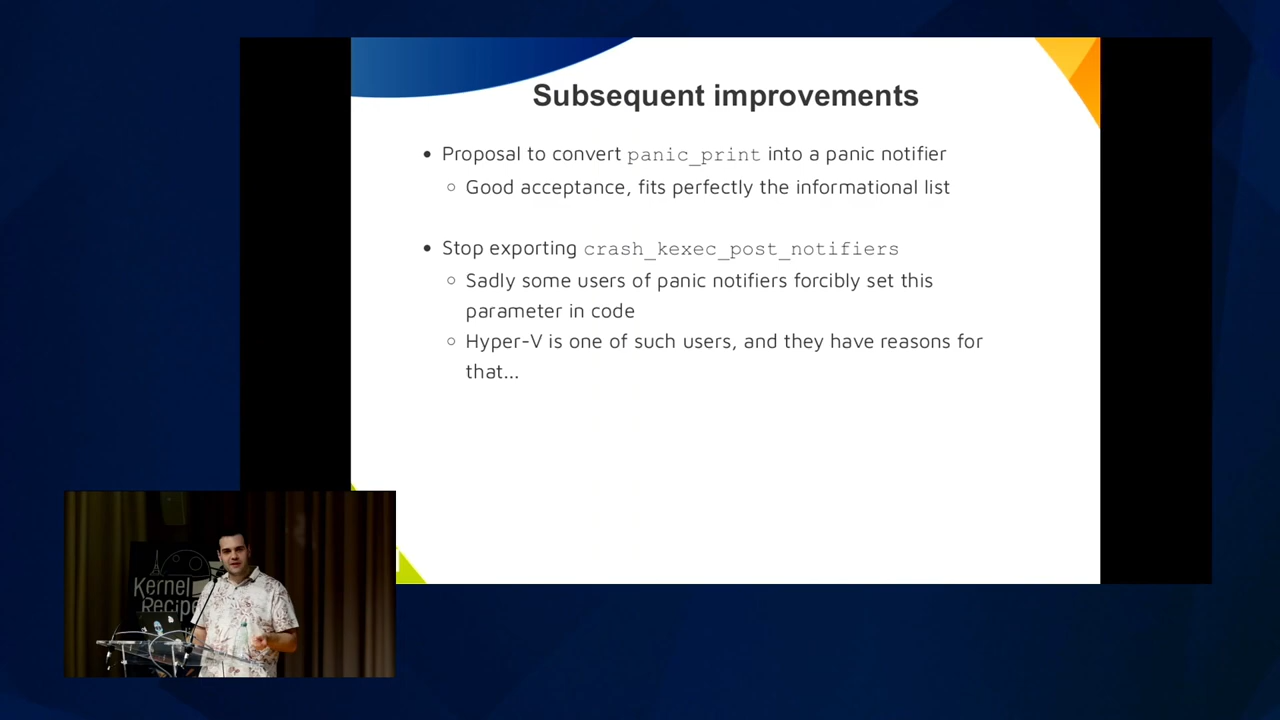 Subsequent improvements
• Proposal to convert panic_print into a panic notifier
○ Good acceptance, fits perfectly the informational list
• Stop exporting crash_kexec_post_notifiers
○ Sadly some users of panic notifiers forcibly set this
parameter in code
○ Hyper-V is one of such users, and they have reasons for
that...
Kernel
Recipe